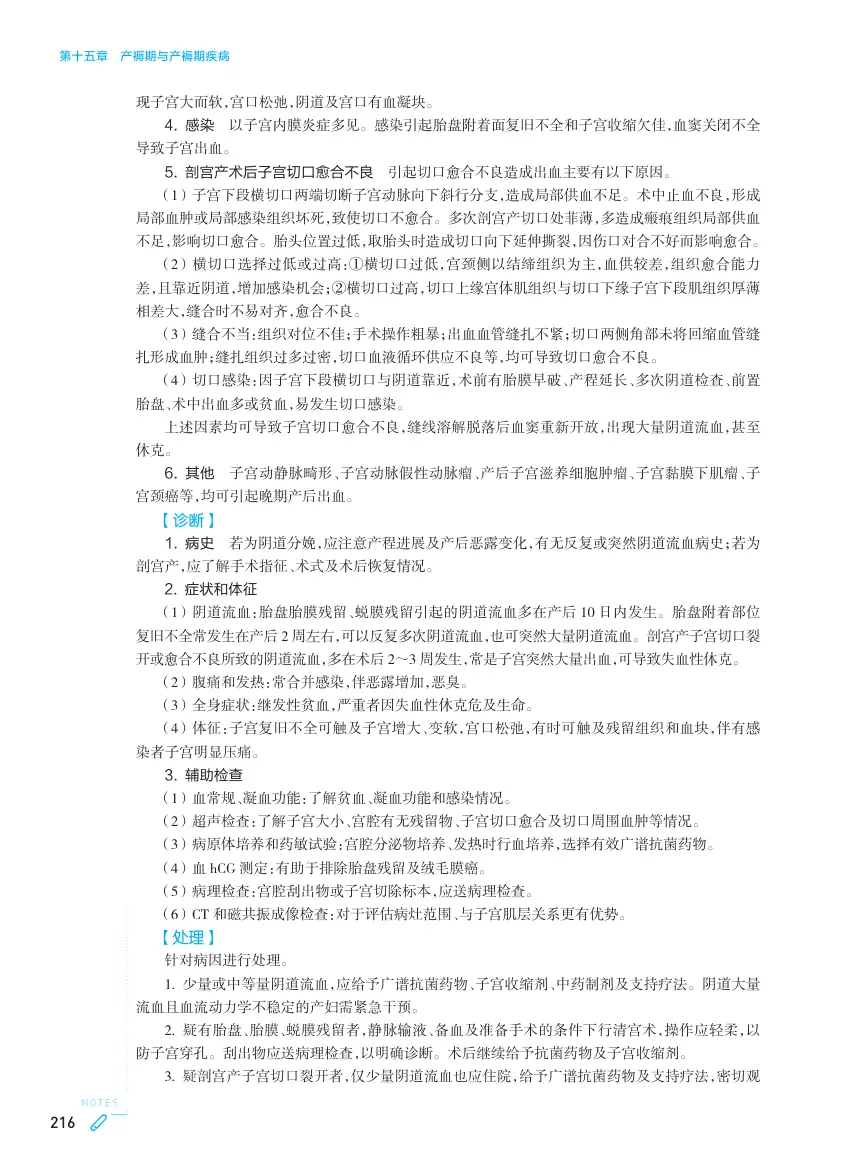 第十五章 产褥期与产褥期疾病
现子宫大而软,宫口松弛,阴道及宫口有血凝块。
4. 感染 以子宫内膜炎症多见。感染引起胎盘附着面复旧不全和子宫收缩欠佳,血窦关闭不全
导致子宫出血。
5. 剖宫产术后子宫切口愈合不良 引起切口愈合不良造成出血主要有以下原因。
(1)子宫下段横切口两端切断子宫动脉向下斜行分支,造成局部供血不足。术中止血不良,形成
局部血肿或局部感染组织坏死,致使切口不愈合。多次剖宫产切口处菲薄,多造成瘢痕组织局部供血
不足,影响切口愈合。胎头位置过低,取胎头时造成切口向下延伸撕裂,因伤口对合不好而影响愈合。
(2)横切口选择过低或过高:①横切口过低,宫颈侧以结缔组织为主,血供较差,组织愈合能力
差,且靠近阴道,增加感染机会;②横切口过高,切口上缘宫体肌组织与切口下缘子宫下段肌组织厚薄
相差大,缝合时不易对齐,愈合不良。
(3)缝合不当:组织对位不佳;手术操作粗暴;出血血管缝扎不紧;切口两侧角部未将回缩血管缝
扎形成血肿;缝扎组织过多过密,切口血液循环供应不良等,均可导致切口愈合不良。
(4)切口感染:因子宫下段横切口与阴道靠近,术前有胎膜早破、产程延长、多次阴道检查、前置
胎盘、术中出血多或贫血,易发生切口感染。
上述因素均可导致子宫切口愈合不良,缝线溶解脱落后血窦重新开放,出现大量阴道流血,甚至
休克。
6. 其他 子宫动静脉畸形、子宫动脉假性动脉瘤、产后子宫滋养细胞肿瘤、子宫黏膜下肌瘤、子
宫颈癌等,均可引起晚期产后出血。
【诊断】
1. 病史 若为阴道分娩,应注意产程进展及产后恶露变化,有无反复或突然阴道流血病史;若为
剖宫产,应了解手术指征、术式及术后恢复情况。
2. 症状和体征
(1)阴道流血:胎盘胎膜残留、蜕膜残留引起的阴道流血多在产后 10 日内发生。胎盘附着部位
复旧不全常发生在产后 2 周左右,可以反复多次阴道流血,也可突然大量阴道流血。剖宫产子宫切口裂
开或愈合不良所致的阴道流血,多在术后 2~3 周发生,常是子宫突然大量出血,可导致失血性休克。
(2)腹痛和发热:常合并感染,伴恶露增加,恶臭。
(3)全身症状:继发性贫血,严重者因失血性休克危及生命。
(4)体征:子宫复旧不全可触及子宫增大、变软,宫口松弛,有时可触及残留组织和血块,伴有感
染者子宫明显压痛。
3. 辅助检查
(1)血常规、凝血功能:了解贫血、凝血功能和感染情况。
(2)超声检查:了解子宫大小、宫腔有无残留物、子宫切口愈合及切口周围血肿等情况。
(3)病原体培养和药敏试验:宫腔分泌物培养、发热时行血培养,选择有效广谱抗菌药物。
(4)血 hCG 测定:有助于排除胎盘残留及绒毛膜癌。
(5)病理检查:宫腔刮出物或子宫切除标本,应送病理检查。
(6)CT 和磁共振成像检查:对于评估病灶范围、与子宫肌层关系更有优势。
【处理】
针对病因进行处理。
1. 少量或中等量阴道流血,应给予广谱抗菌药物、子宫收缩剂、中药制剂及支持疗法。阴道大量
流血且血流动力学不稳定的产妇需紧急干预。
2. 疑有胎盘、胎膜、蜕膜残留者,静脉输液、备血及准备手术的条件下行清宫术,操作应轻柔,以
防子宫穿孔。刮出物应送病理检查,以明确诊断。术后继续给予抗菌药物及子宫收缩剂。
3. 疑剖宫产子宫切口裂开者,仅少量阴道流血也应住院,给予广谱抗菌药物及支持疗法,密切观
NOTES
216